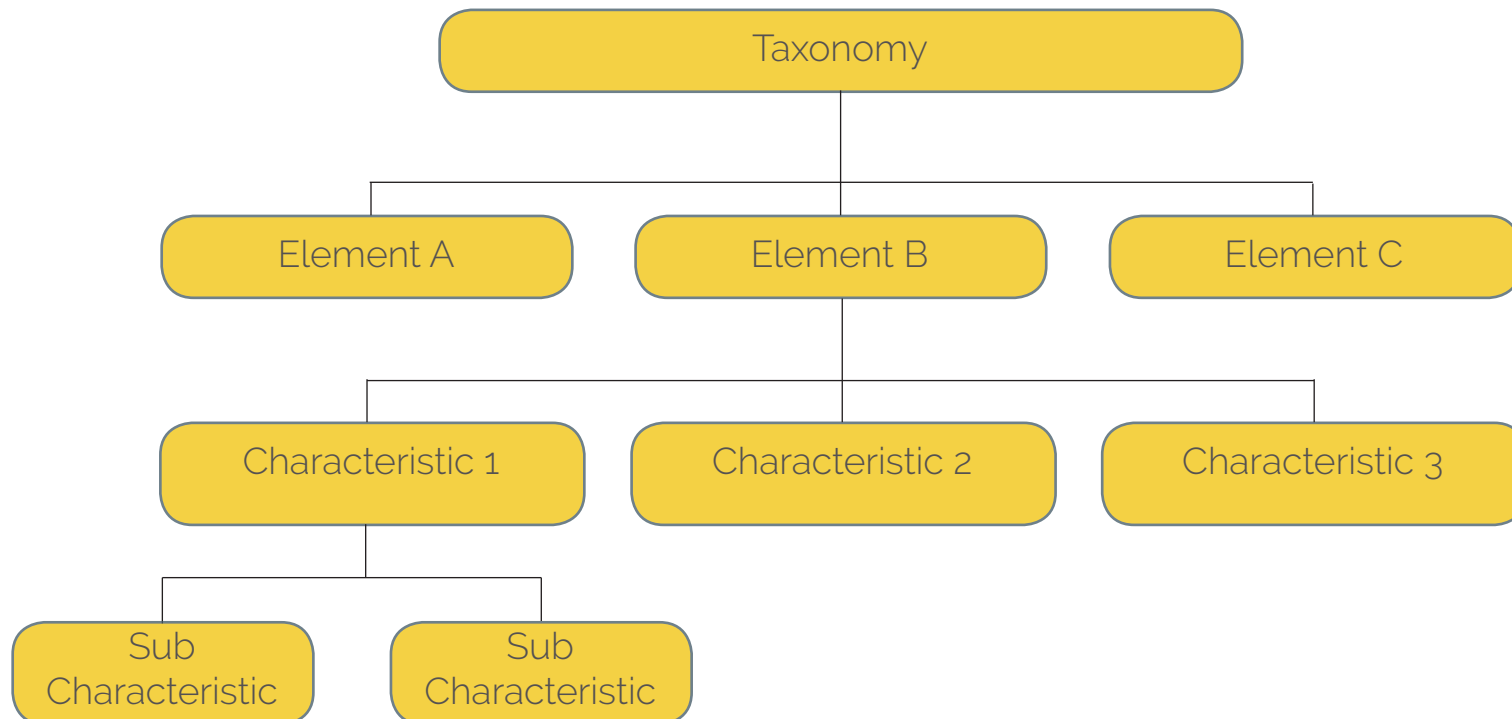 Taxonomy
Element A
Element B
Element C
Characteristic 1
Characteristic 2
Characteristic 3
Sub
Characteristic
Sub
Characteristic